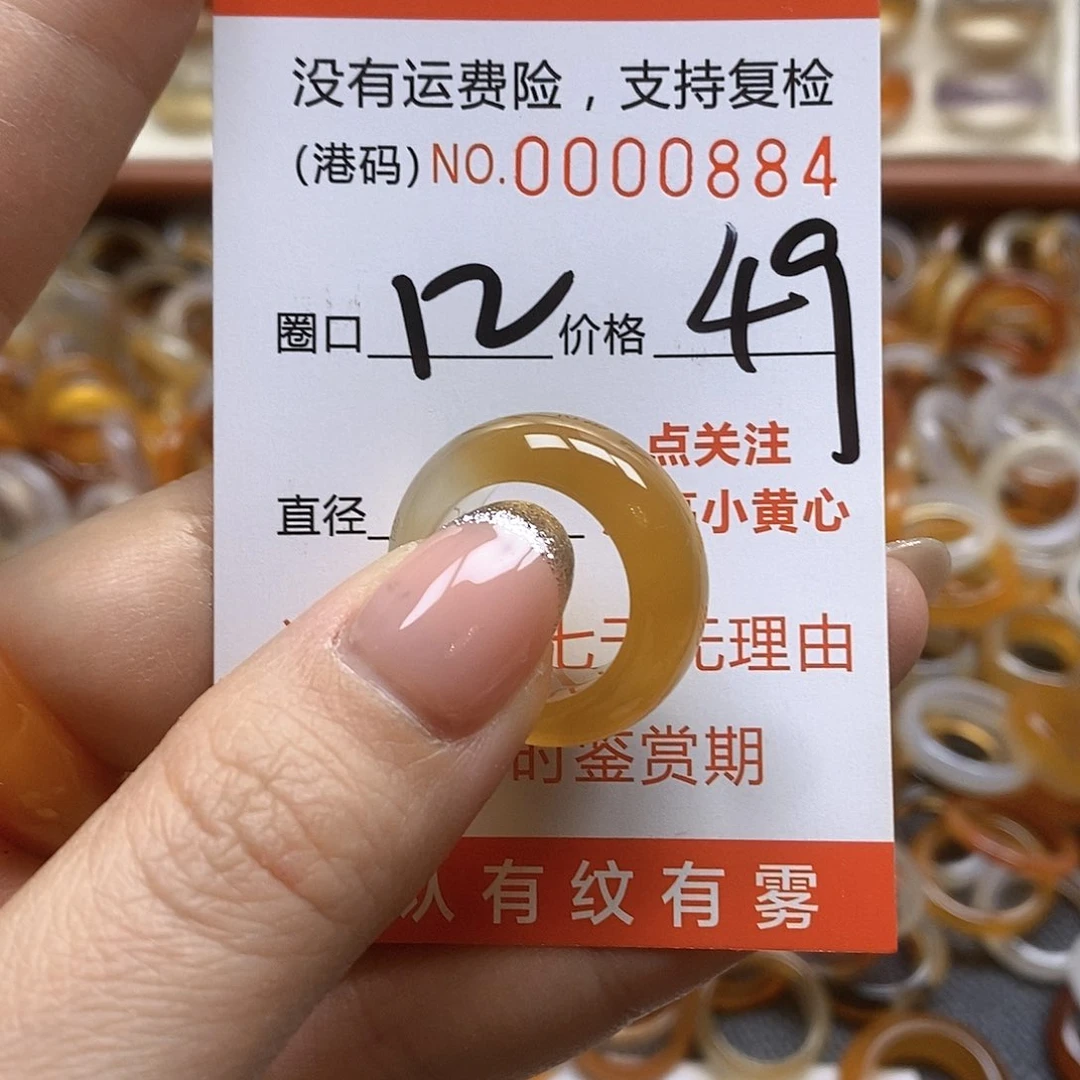 没有运费险，支持复检
(港码) NO.0000884
圈口 12 价格 49
点关注
直径 小黄心
七天无理由
的鉴赏期
有纹有雾